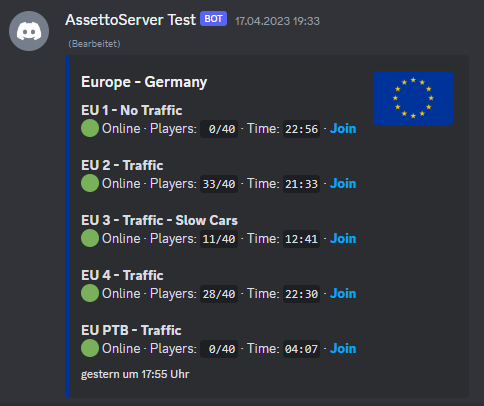 AssettoServer Test BOT 17.04.2023 19:33
(Bearbeitet)
Europe - Germany
EU 1 - No Traffic
Online · Players: 0/40 · Time: 22:56 · Join
EU 2 - Traffic
Online · Players: 33/40 · Time: 21:33 · Join
EU 3 - Traffic - Slow Cars
Online · Players: 11/40 · Time: 12:41 · Join
EU 4 - Traffic
Online · Players: 28/40 · Time: 22:30 · Join
EU PTB - Traffic
Online · Players: 0/40 · Time: 04:07 · Join
gestern um 17:55 Uhr